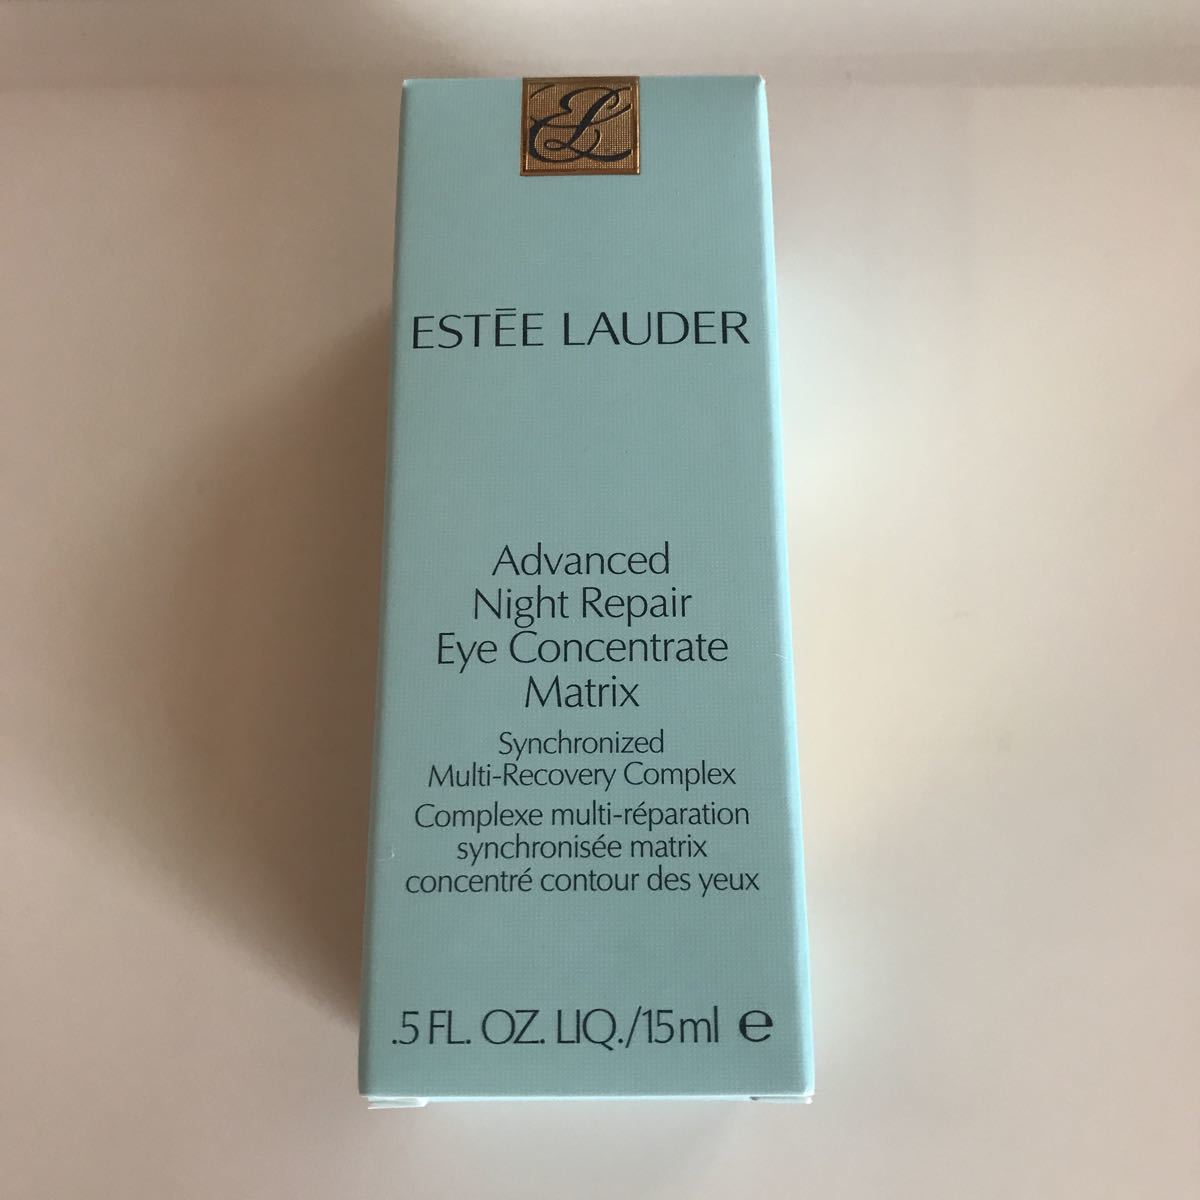 EL
ESTĒE LAUDER
Advanced
Night Repair
Eye Concentrate
Matrix
Synchronized
Multi-Recovery Complex
Complexe multi-réparation
synchronisée matrix
concentré contour des yeux
.5 FL. OZ. LIQ./15ml ℮